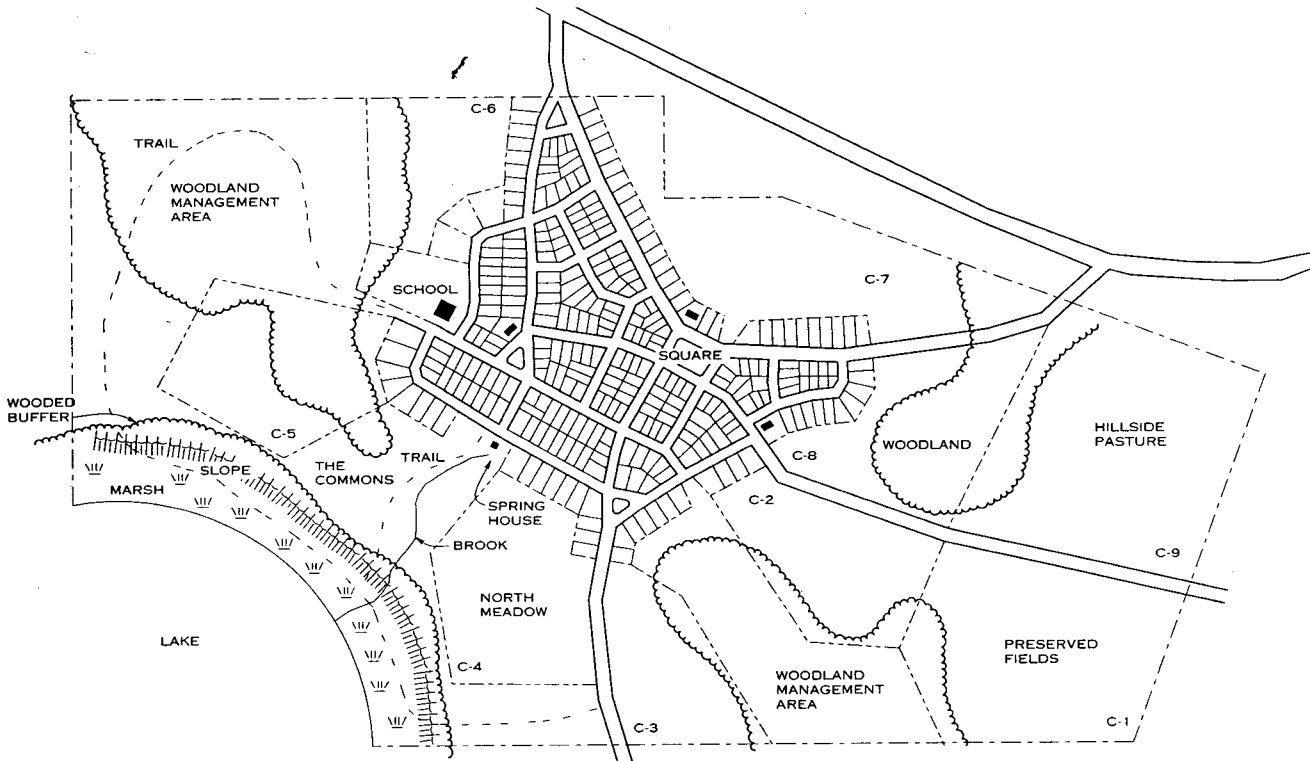 C-6
TRAIL
WOODLAND
MANAGEMENT
AREA
C-7
SCHOOL
SQUARE
WOODED
BUFFER
C-5
HILLSIDE
PASTURE
WOODLAND
SLOPE
THE
COMMONS
TRAIL
C-8
MARSH
C-2
SPRING
HOUSE
BROOK
C-9
NORTH
MEADOW
LAKE
PRESERVED
FIELDS
C-4
WOODLAND
MANAGEMENT
AREA
C-3
C-1